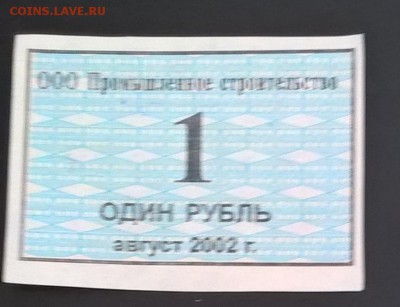 COINS.LAVE.RU
ООО Промышленное строительство
1
ОДИН РУБЛЬ
август 2002 г.